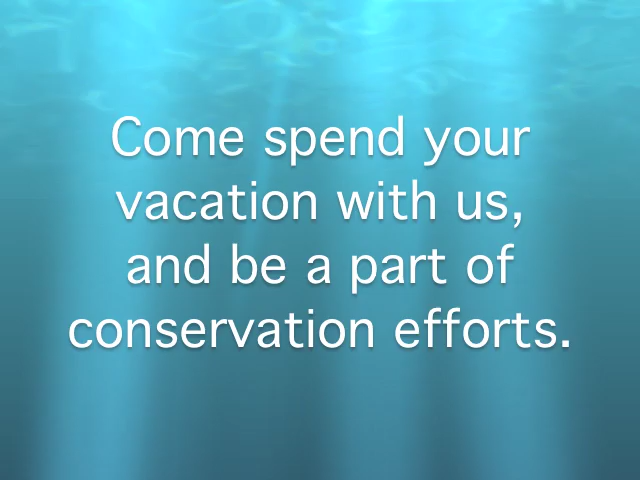 Come spend your
vacation with us,
and be a part of
conservation efforts.